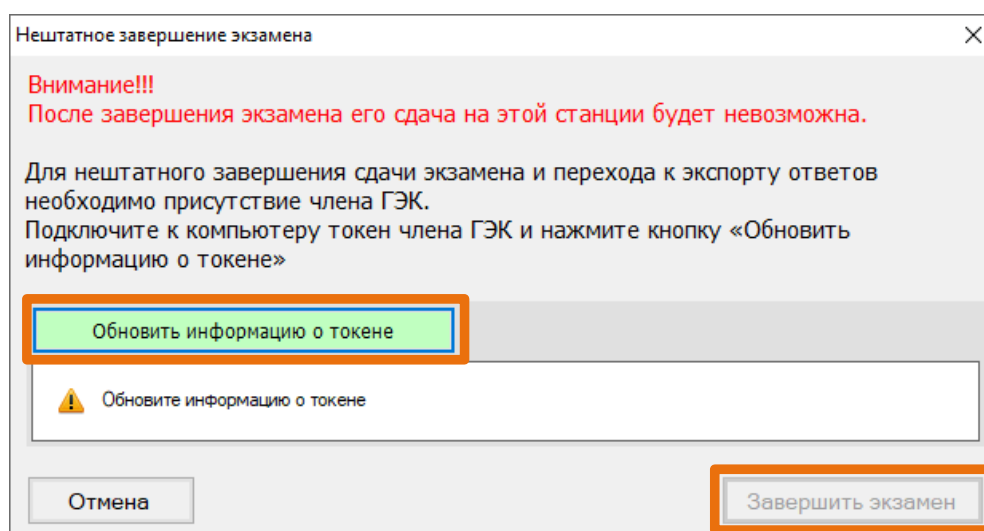 Нештатное завершение экзамена
Внимание!!!
После завершения экзамена его сдача на этой станции будет невозможна.
Для нештатного завершения сдачи экзамена и перехода к экспорту ответов
необходимо присутствие члена ГЭК.
Подключите к компьютеру токен члена ГЭК и нажмите кнопку «Обновить
информацию о токене»
Обновить информацию о токене
Обновите информацию о токене
Отмена
Завершить экзамен